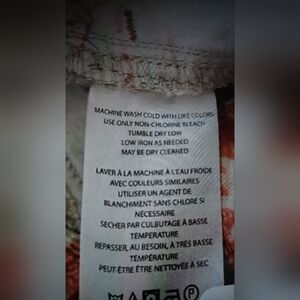 MACHINE WASH COLD WITH LIKE COLORS
USE ONLY NON-CHLORINE BLEACH
TUMBLE DRY LOW
LOW IRON AS NEEDED
MAY BE DRY CLEANED
LAVER À LA MACHINE À L'EAU FROIDE
AVEC COULEURS SIMILAIRES
UTILISER UN AGENT DE
BLANCHIMENT SANS CHLORE SI
NÉCESSAIRE
SECHER PAR CULBUTAGE À BASSE
TEMPERATURE
REPASSER, AU BESOIN, À TRÈS BASSE
TEMPÉRATURE
PEUT-ÊTRE ÊTRE NETTOYÉE À SEC